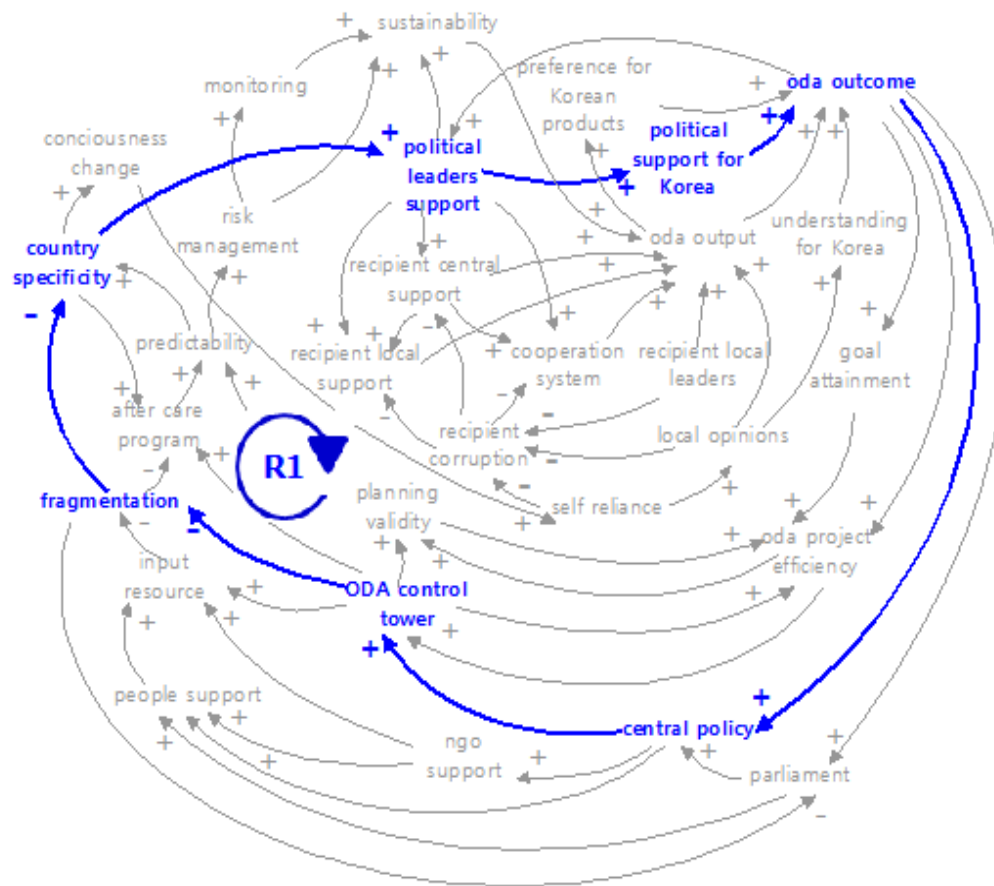 sustainability
monitoring
preference for
Korean
products
oda outcome
conciousness
change
political
leaders
support
political
support for
Korea
risk
management
country
specificity
oda output
understanding
for Korea
recipient central
support
predictability
recipient local
support
cooperation
system
recipient local
leaders
goal
attainment
after care
program
recipient
corruption
local opinions
R1
fragmentation
planning
validity
self reliance
oda project
efficiency
input
resource
ODA control
tower
people support
ngo
support
central policy
parliament